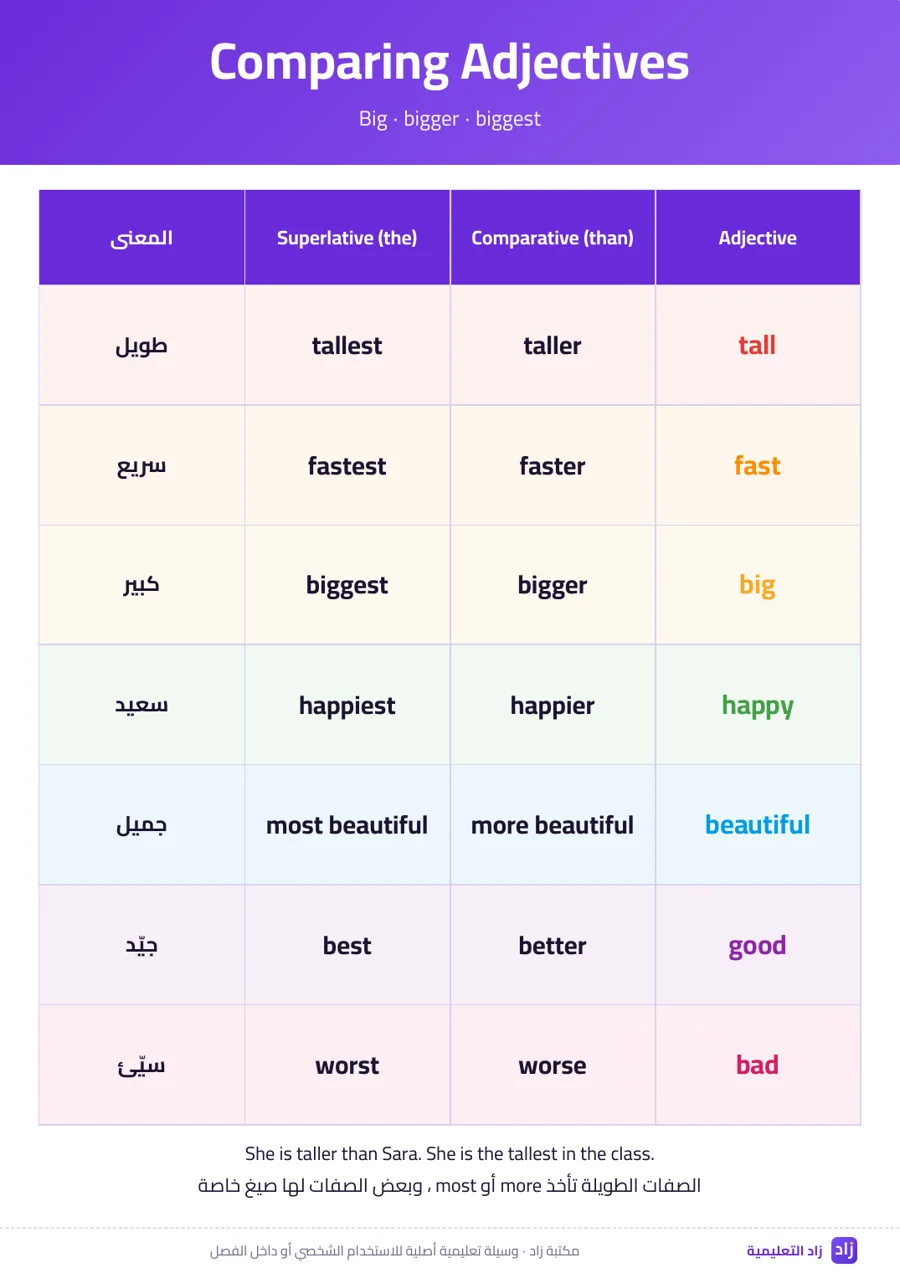 Comparing Adjectives
Big · bigger · biggest
Adjective Comparative (than) Superlative (the) المعنى
tall taller tallest طويل
fast faster fastest سريع
big bigger biggest كبير
happy happier happiest سعيد
beautiful more beautiful most beautiful جميل
good better best جيّد
bad worse worst سيّئ
She is taller than Sara. She is the tallest in the class.
الصفات الطويلة تأخذ more أو most ، وبعض الصفات لها صيغ خاصة
زاد زاد التعليمية
مكتبة زاد · وسيلة تعليمية أصلية للاستخدام الشخصي أو داخل الفصل